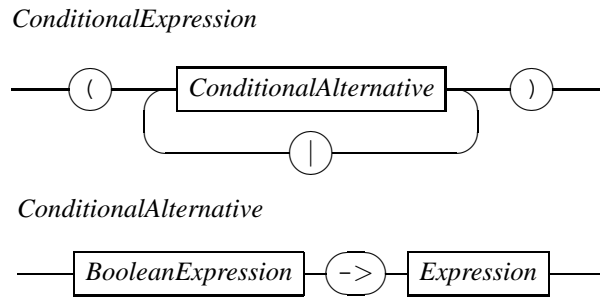 ConditionalExpression
( ConditionalAlternative )
|
ConditionalAlternative
BooleanExpression -> Expression